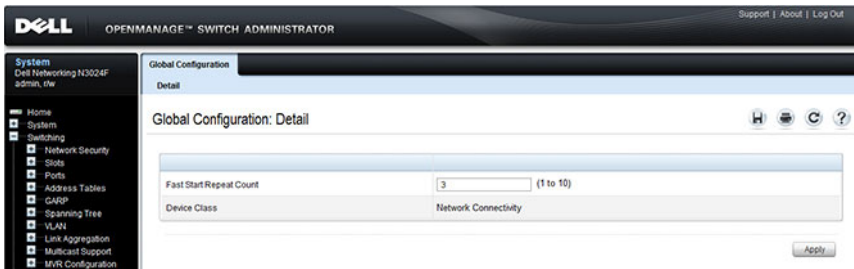 Support | About | Log Out
DELL OPENMANAGE™ SWITCH ADMINISTRATOR
System
Dell Networking N3024F
admin, r/w
Home
System
Switching
Network Security
Slots
Ports
Address Tables
GARP
Spanning Tree
VLAN
Link Aggregation
Multicast Support
MVR Configuration
Global Configuration
Detail
Global Configuration: Detail
Fast Start Repeat Count 3 (1 to 10)
Device Class Network Connectivity
Apply